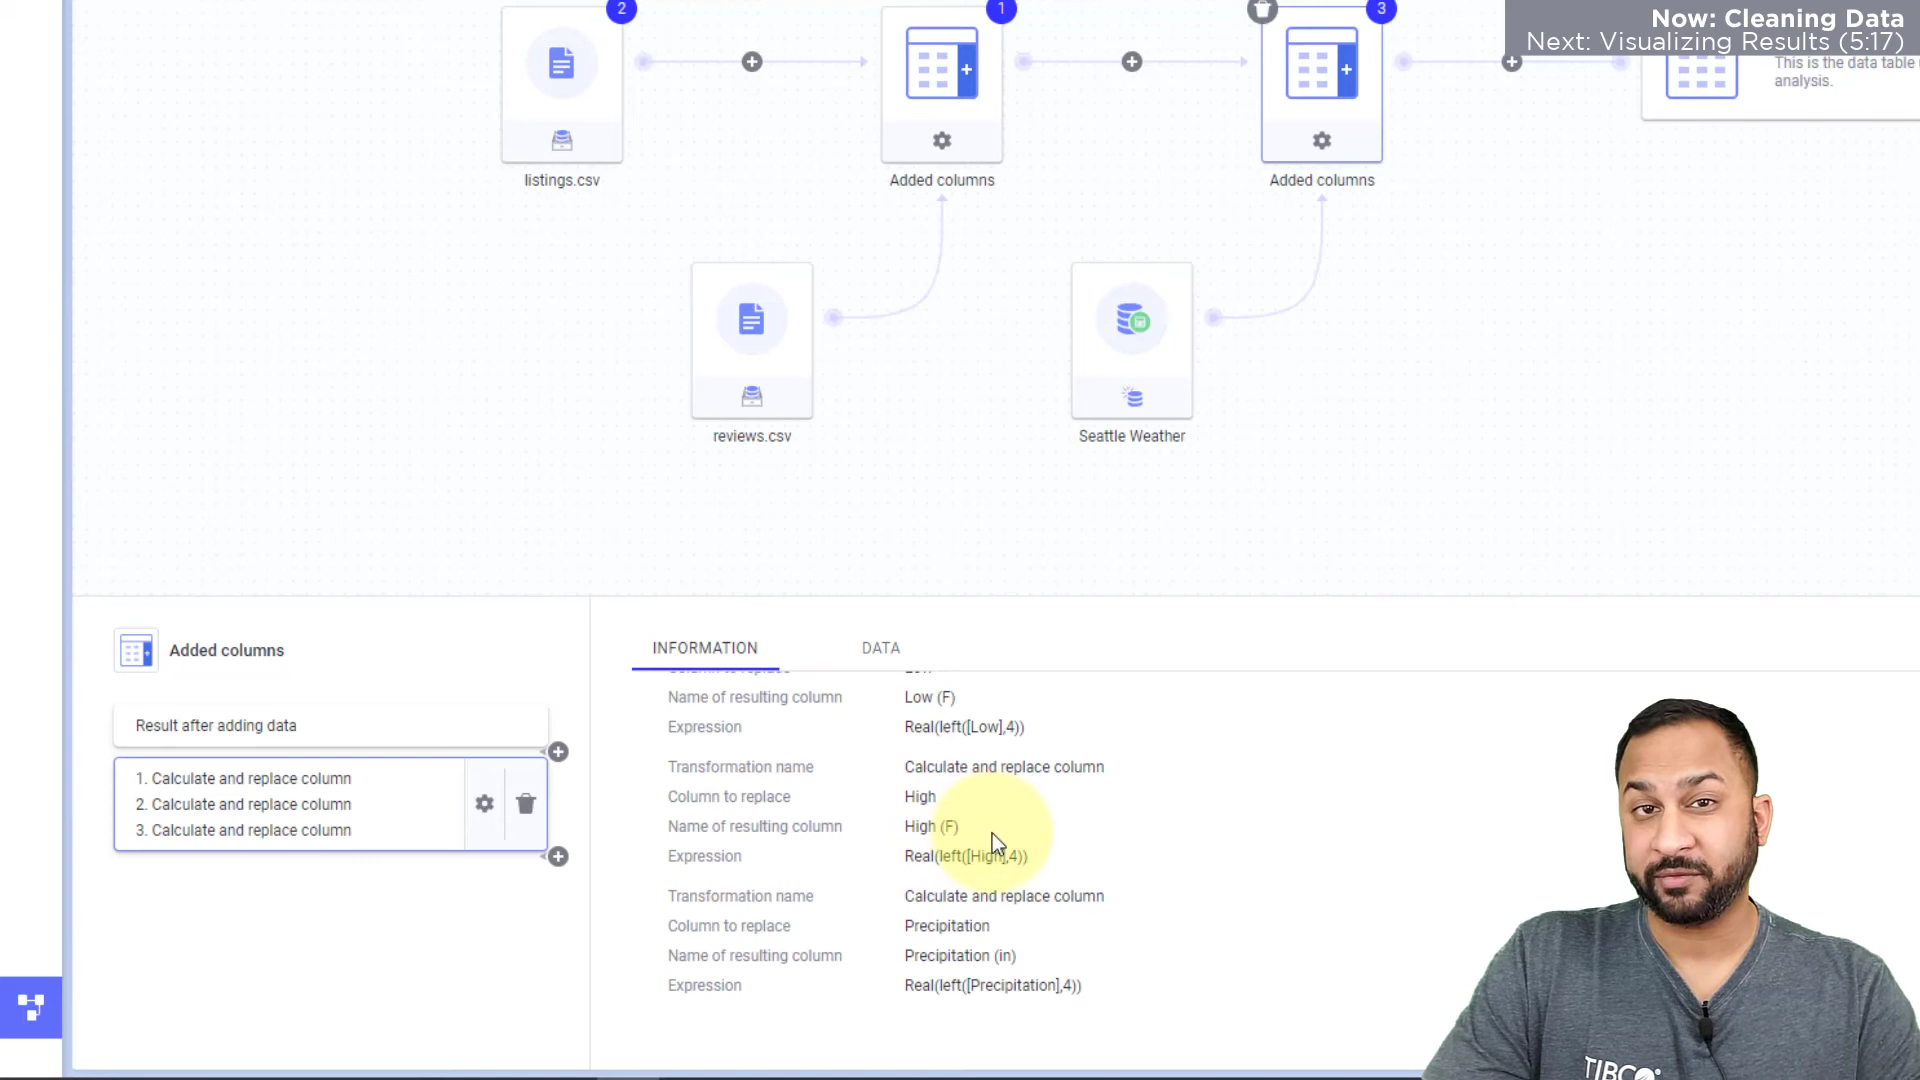 Now: Cleaning Data
Next: Visualizing Results (5:17)
2
1
3
This is the data table
analysis.
listings.csv
Added columns
Added columns
reviews.csv
Seattle Weather
Added columns
Result after adding data
1. Calculate and replace column
2. Calculate and replace column
3. Calculate and replace column
INFORMATION
DATA
Name of resulting column Low (F)
Expression Real(left([Low],4))
Transformation name Calculate and replace column
Column to replace High
Name of resulting column High (F)
Expression Real(left([High],4))
Transformation name Calculate and replace column
Column to replace Precipitation
Name of resulting column Precipitation (in)
Expression Real(left([Precipitation],4))
TIBCO